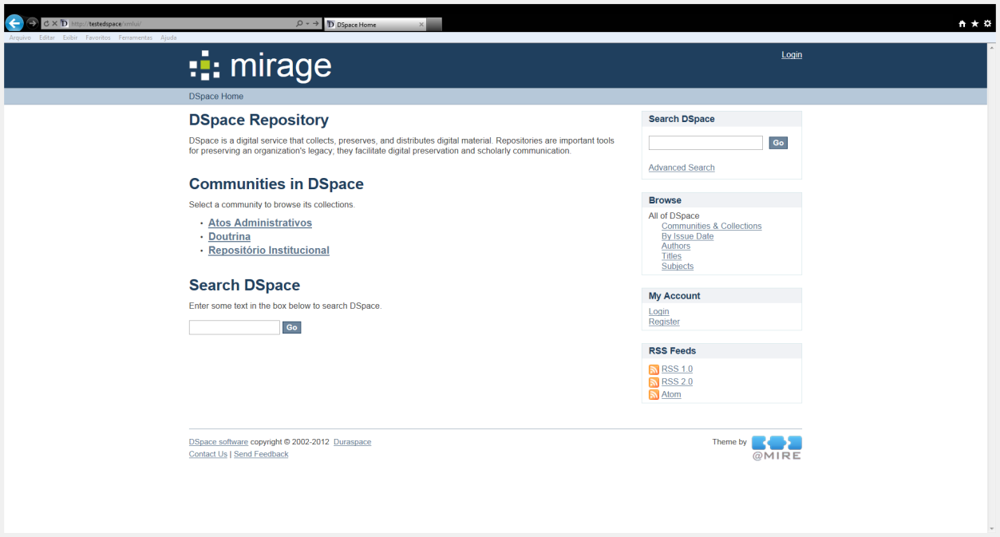 http://testedspace/xmlui/
DSpace Home
Arquivo Editar Exibir Favoritos Ferramentas Ajuda
mirage
Login
DSpace Home
DSpace Repository
DSpace is a digital service that collects, preserves, and distributes digital material. Repositories are important tools
for preserving an organization's legacy; they facilitate digital preservation and scholarly communication.
Communities in DSpace
Select a community to browse its collections.
• Atos Administrativos
• Doutrina
• Repositório Institucional
Search DSpace
Enter some text in the box below to search DSpace.
Go
Search DSpace
Go
Advanced Search
Browse
All of DSpace
Communities & Collections
By Issue Date
Authors
Titles
Subjects
My Account
Login
Register
RSS Feeds
RSS 1.0
RSS 2.0
Atom
DSpace software copyright © 2002-2012 Duraspace
Contact Us | Send Feedback
Theme by
@MIRE